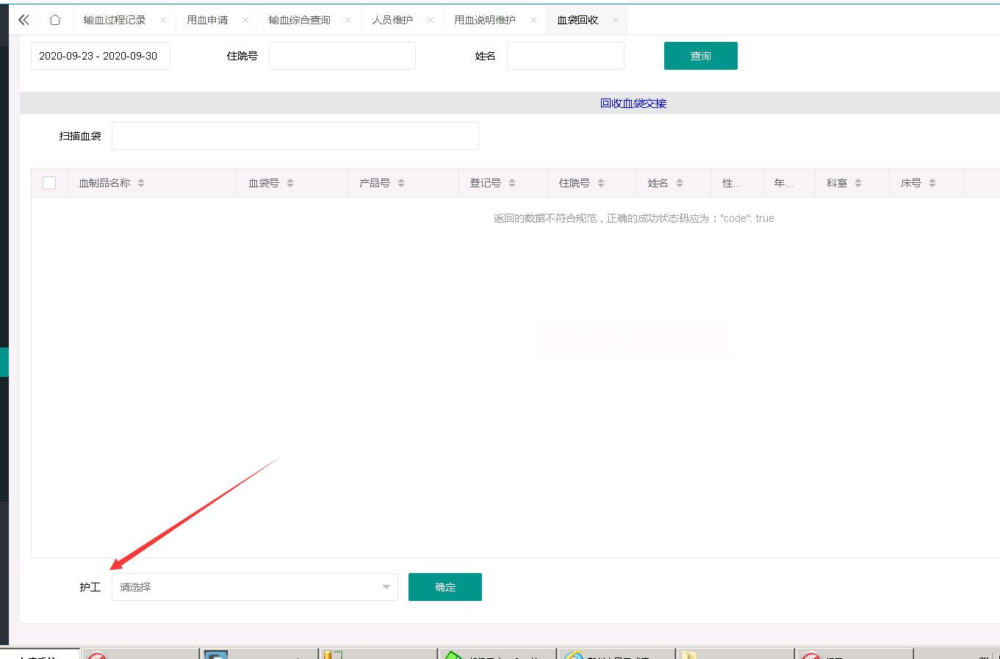 输血过程记录 用血申请 输血综合查询 人员维护 用血说明维护 血袋回收
2020-09-23 - 2020-09-30 住院号 姓名 查询
回收血袋交接
扫描血袋
血制品名称 血袋号 产品号 登记号 住院号 姓名 性... 年... 科室 床号
返回的数据不符合规范，正确的成功状态码应为："code": true
护工 请选择 确定